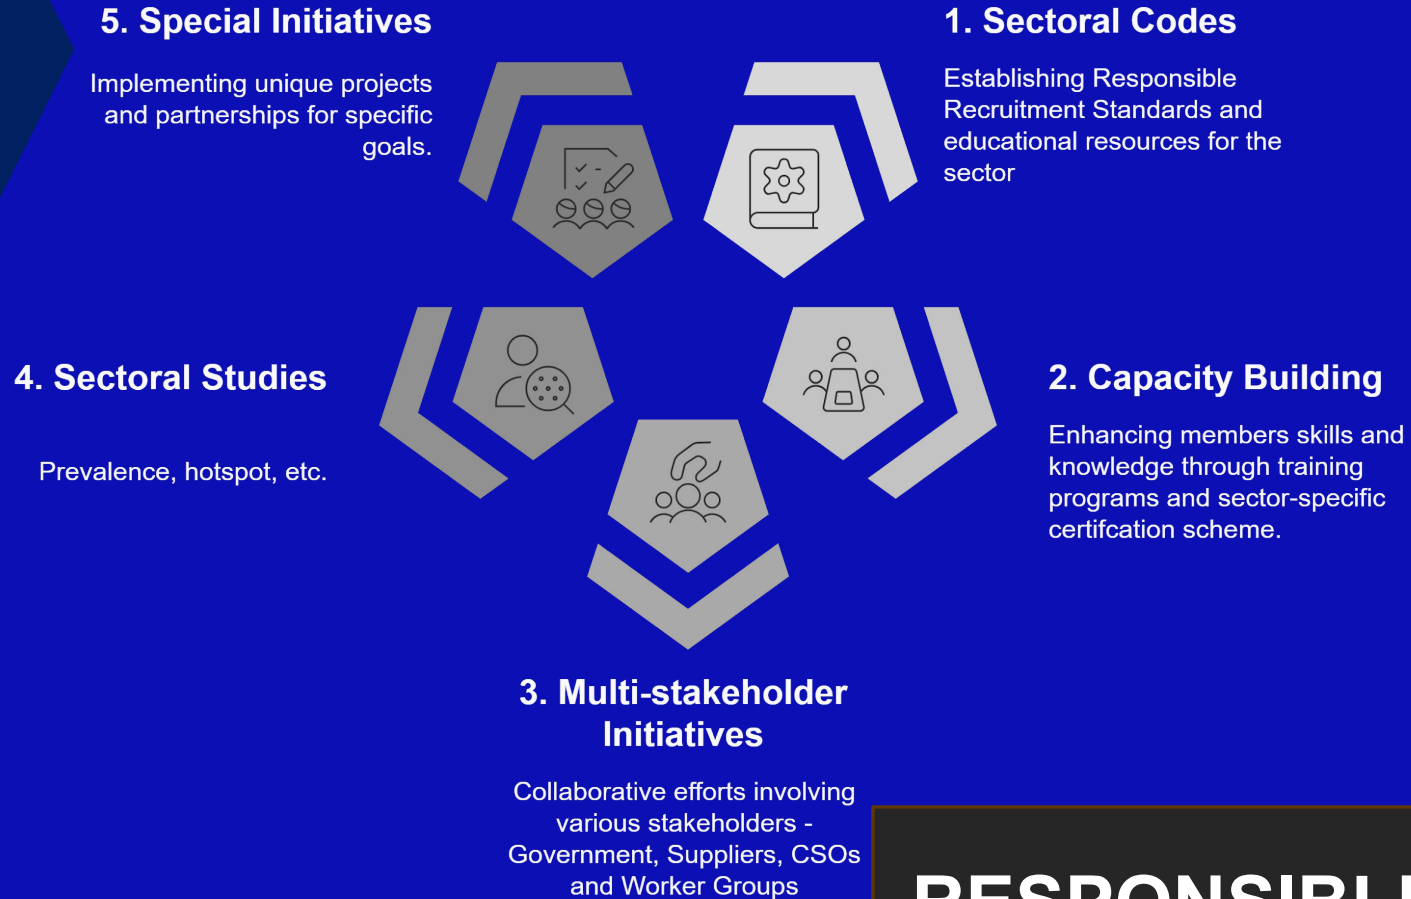 5. Special Initiatives
Implementing unique projects
and partnerships for specific
goals.
1. Sectoral Codes
Establishing Responsible
Recruitment Standards and
educational resources for the
sector
4. Sectoral Studies
Prevalence, hotspot, etc.
2. Capacity Building
Enhancing members skills and
knowledge through training
programs and sector-specific
certifcation scheme.
3. Multi-stakeholder
Initiatives
Collaborative efforts involving
various stakeholders -
Government, Suppliers, CSOs
and Worker Groups